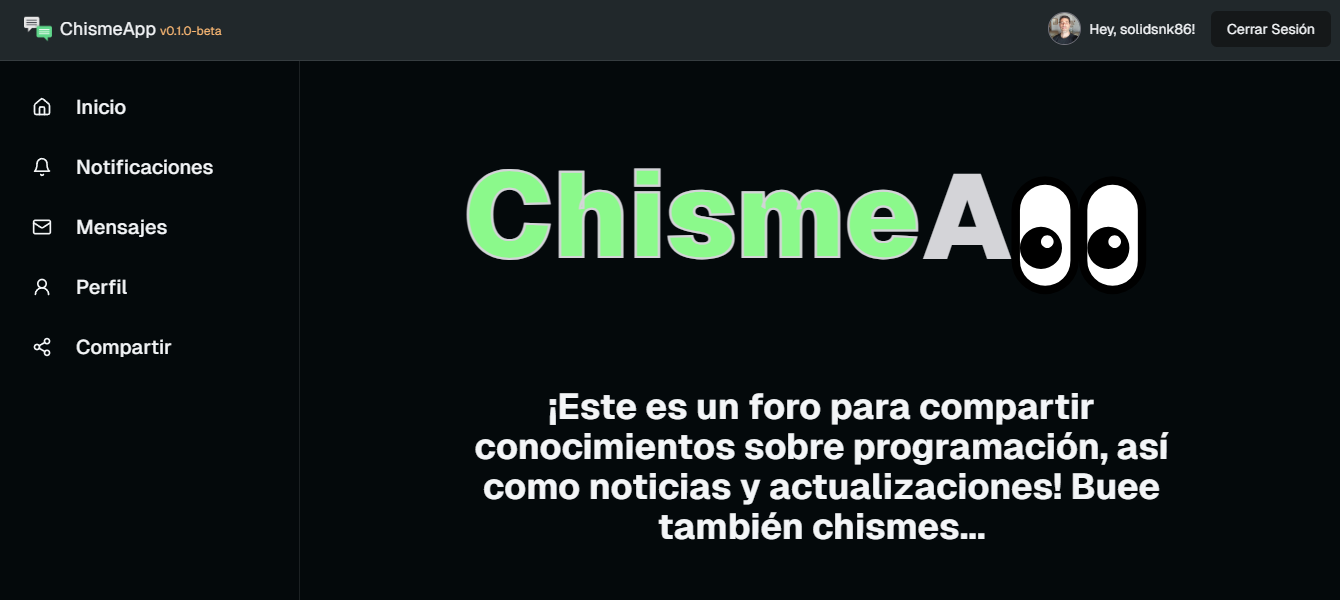 ChismeApp v0.1.0-beta
Hey, solidsnk86!
Cerrar Sesión
Inicio
Notificaciones
Mensajes
Perfil
Compartir
ChismeA
¡Este es un foro para compartir
conocimientos sobre programación, así
como noticias y actualizaciones! Buee
también chismes...